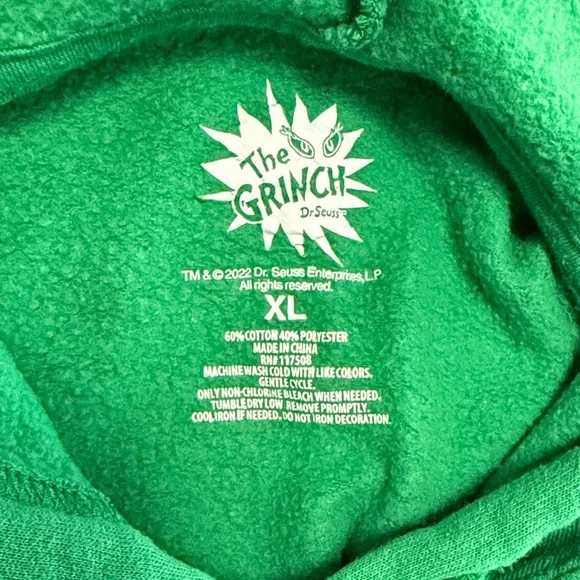 The
GRINCH
Dr Seuss
TM & © 2022 Dr. Seuss Enterprises, L.P.
All rights reserved.
XL
60% COTTON 40% POLYESTER
MADE IN CHINA
RN# 117508
MACHINE WASH COLD WITH LIKE COLORS.
GENTLE CYCLE.
ONLY NON-CHLORINE BLEACH WHEN NEEDED.
TUMBLE DRY LOW REMOVE PROMPTLY.
COOL IRON IF NEEDED. DO NOT IRON DECORATION.